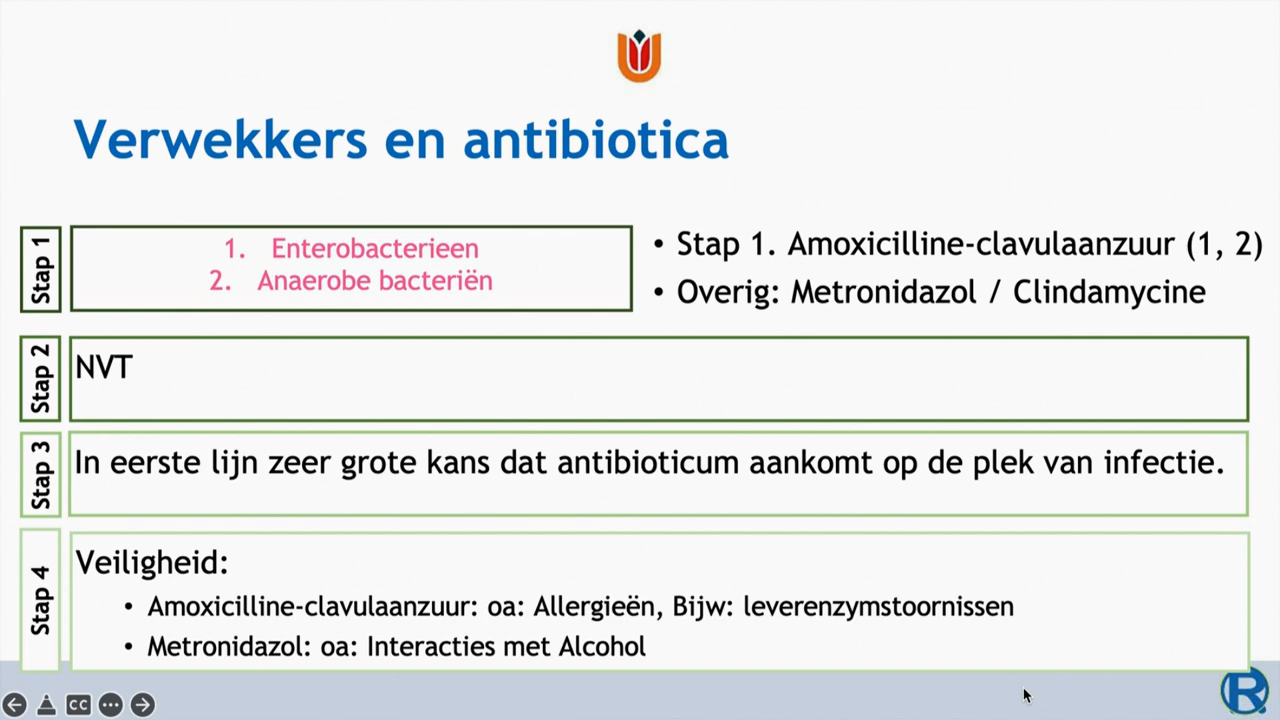 Verwekkers en antibiotica
Stap 1
1. Enterobacterieen
2. Anaerobe bacteriën
• Stap 1. Amoxicilline-clavulaanzuur (1, 2)
• Overig: Metronidazol / Clindamycine
Stap 2
NVT
Stap 3
In eerste lijn zeer grote kans dat antibioticum aankomt op de plek van infectie.
Stap 4
Veiligheid:
• Amoxicilline-clavulaanzuur: oa: Allergieën, Bijw: leverenzymstoornissen
• Metronidazol: oa: Interacties met Alcohol
CC
R